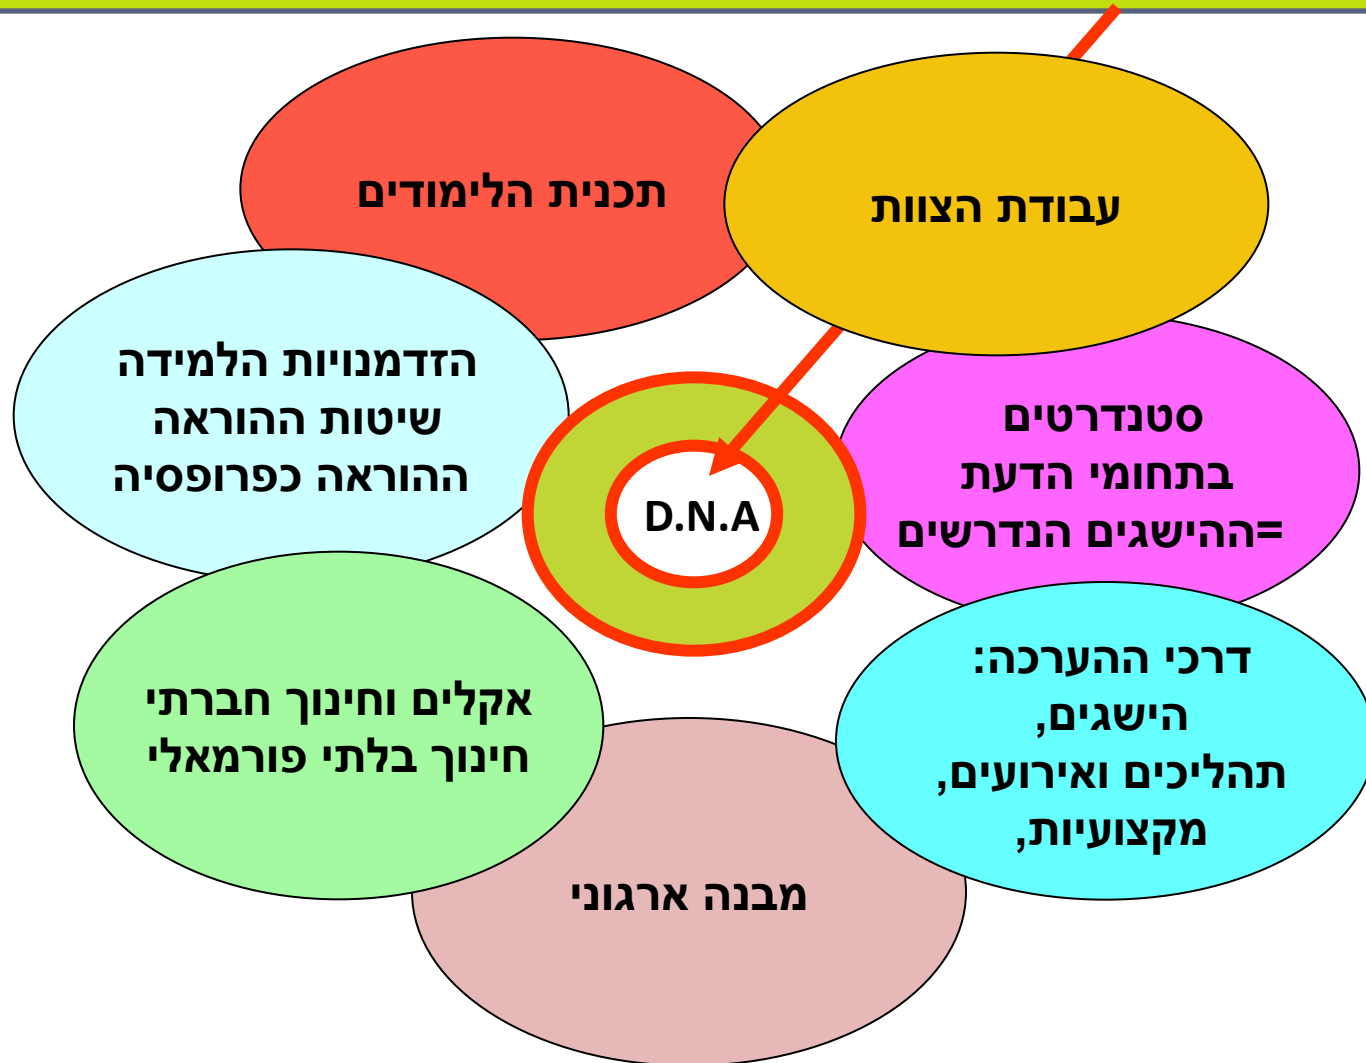 תכנית הלימודים
עבודת הצוות
הזדמנויות הלמידה
שיטות ההוראה
ההוראה כפרופסיה
סטנדרטים
בתחומי הדעת
=ההישגים הנדרשים
D.N.A
דרכי ההערכה:
הישגים,
תהליכים ואירועים,
מקצועיות,
אקלים וחינוך חברתי
חינוך בלתי פורמאלי
מבנה ארגוני